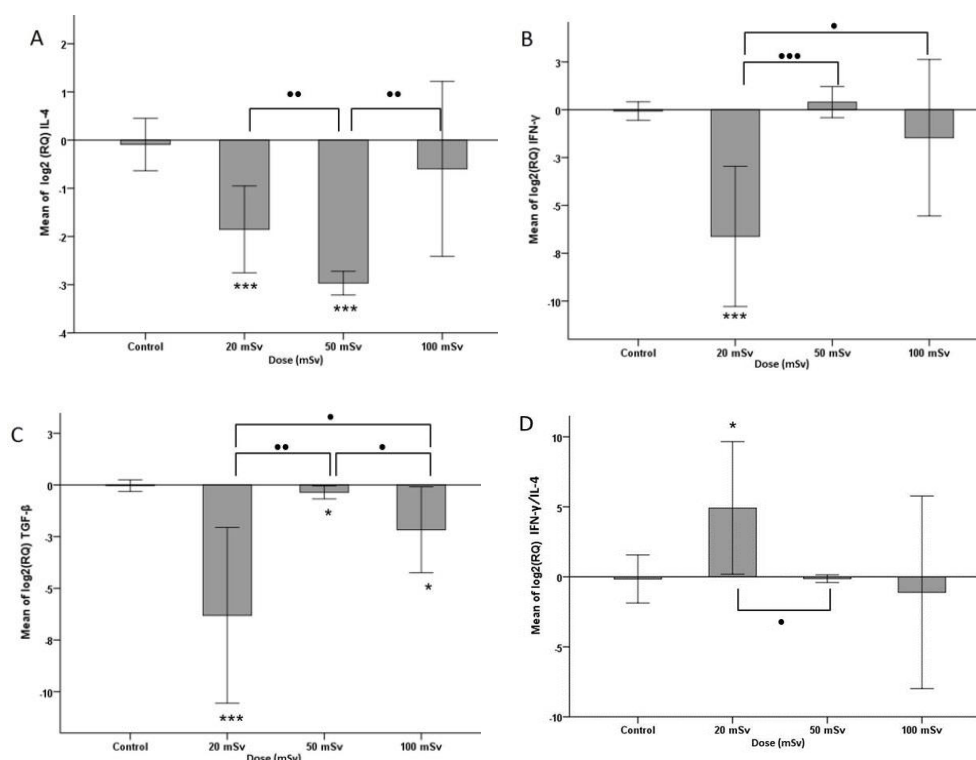 A
Mean of log2 (RQ) IL-4
2
1
0
-1
-2
-3
-4
•• ••
*** ***
Control 20 mSv 50 mSv 100 mSv
Dose (mSv)
B
Mean of log2(RQ) IFN-γ
3
0
-3
-5
-8
-10
•
•••
***
Control 20 mSv 50 mSv 100 mSv
Dose (mSv)
C
Mean of log2(RQ) TGF-β
3
0
-3
-5
-8
-10
•
•• •
*
*
***
Control 20 mSv 50 mSv 100 mSv
Dose (mSv)
D
Mean of log2(RQ) IFN-γ/IL-4
10
5
0
-5
-10
*
•
Control 20 mSv 50 mSv 100 mSv
Dose (mSv)